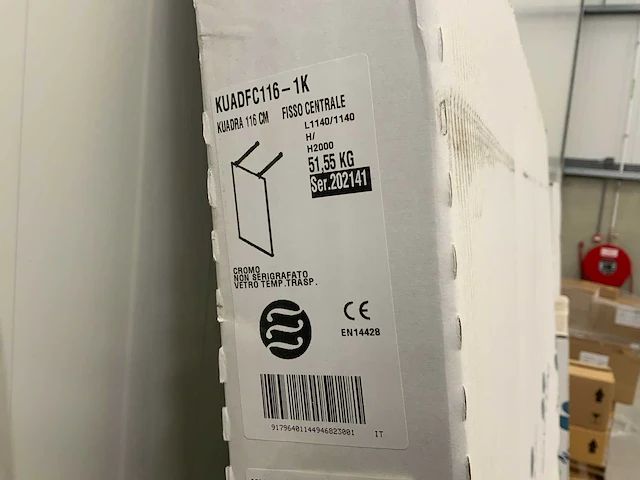 KUADFC116-1K
KUADRA 116 CM FISSO CENTRALE
L1140/1140
H/
H2000
51,55 KG
Ser.202141
CROMO
NON SERIGRAFATO
VETRO TEMP.TRASP.
CE
EN14428
91796401144946823001 IT